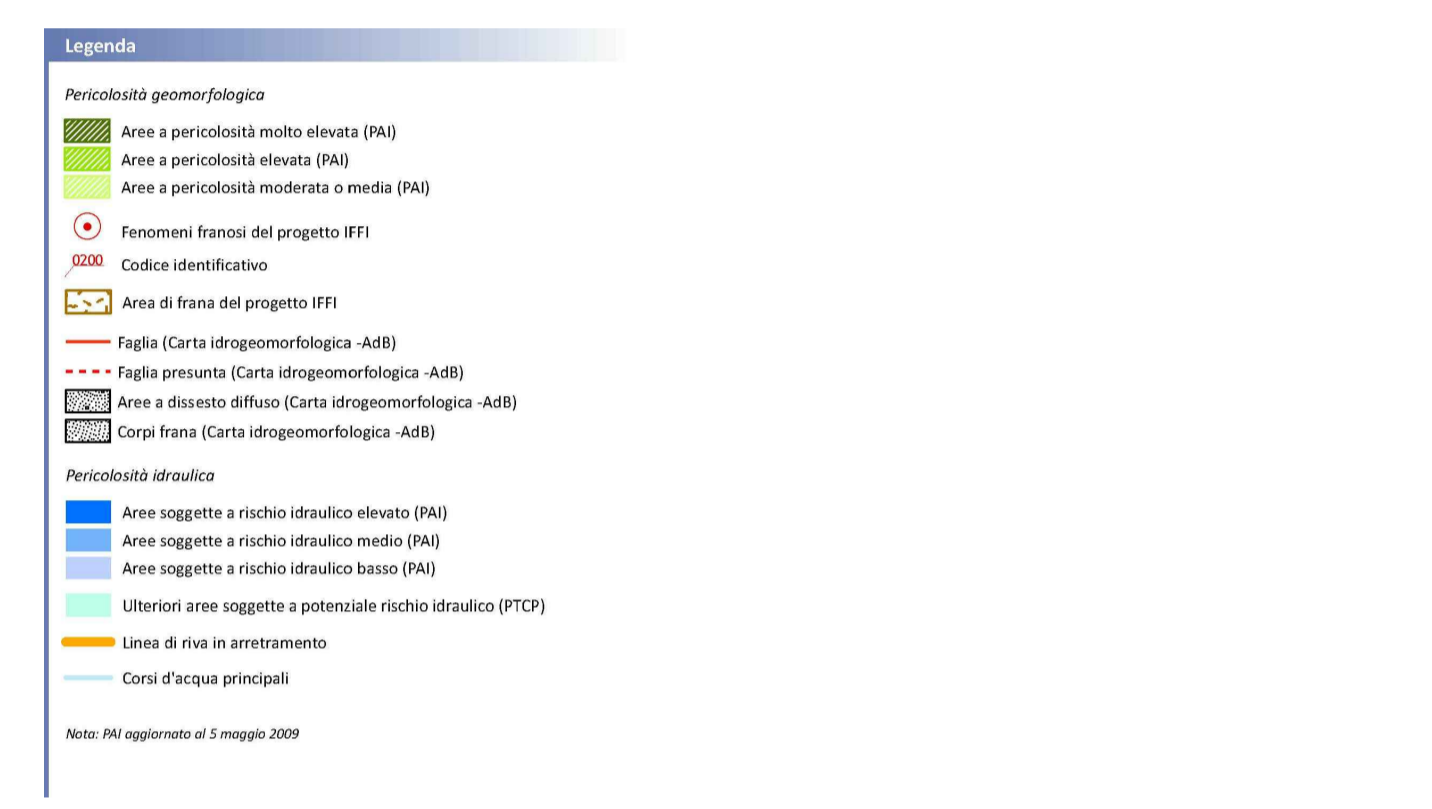 Legenda
Pericolosità geomorfologica
Aree a pericolosità molto elevata (PAI)
Aree a pericolosità elevata (PAI)
Aree a pericolosità moderata o media (PAI)
Fenomeni franosi del progetto IFFI
0200 Codice identificativo
Area di frana del progetto IFFI
Faglia (Carta idrogeomorfologica -AdB)
Faglia presunta (Carta idrogeomorfologica -AdB)
Aree a dissesto diffuso (Carta idrogeomorfologica -AdB)
Corpi frana (Carta idrogeomorfologica -AdB)
Pericolosità idraulica
Aree soggette a rischio idraulico elevato (PAI)
Aree soggette a rischio idraulico medio (PAI)
Aree soggette a rischio idraulico basso (PAI)
Ulteriori aree soggette a potenziale rischio idraulico (PTCP)
Linea di riva in arretramento
Corsi d'acqua principali
Nota: PAI aggiornato al 5 maggio 2009